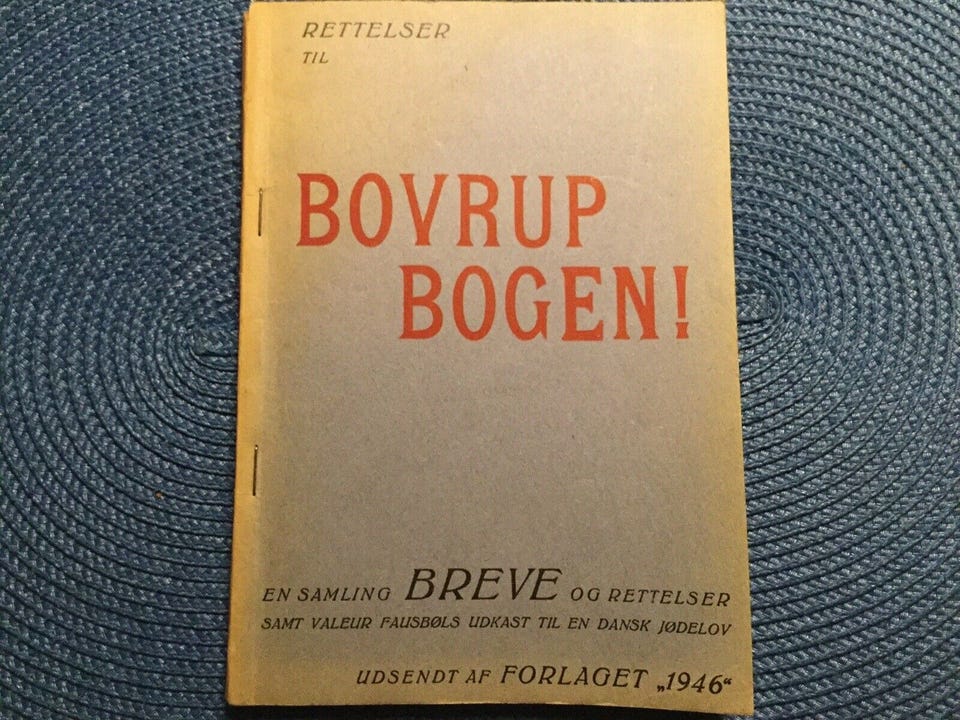 RETTELSER
TIL
BOVRUP
BOGEN!
EN SAMLING BREVE OG RETTELSER
SAMT VALEUR FAUSBØLS UDKAST TIL EN DANSK JØDELOV
UDSENDT AF FORLAGET „1946“